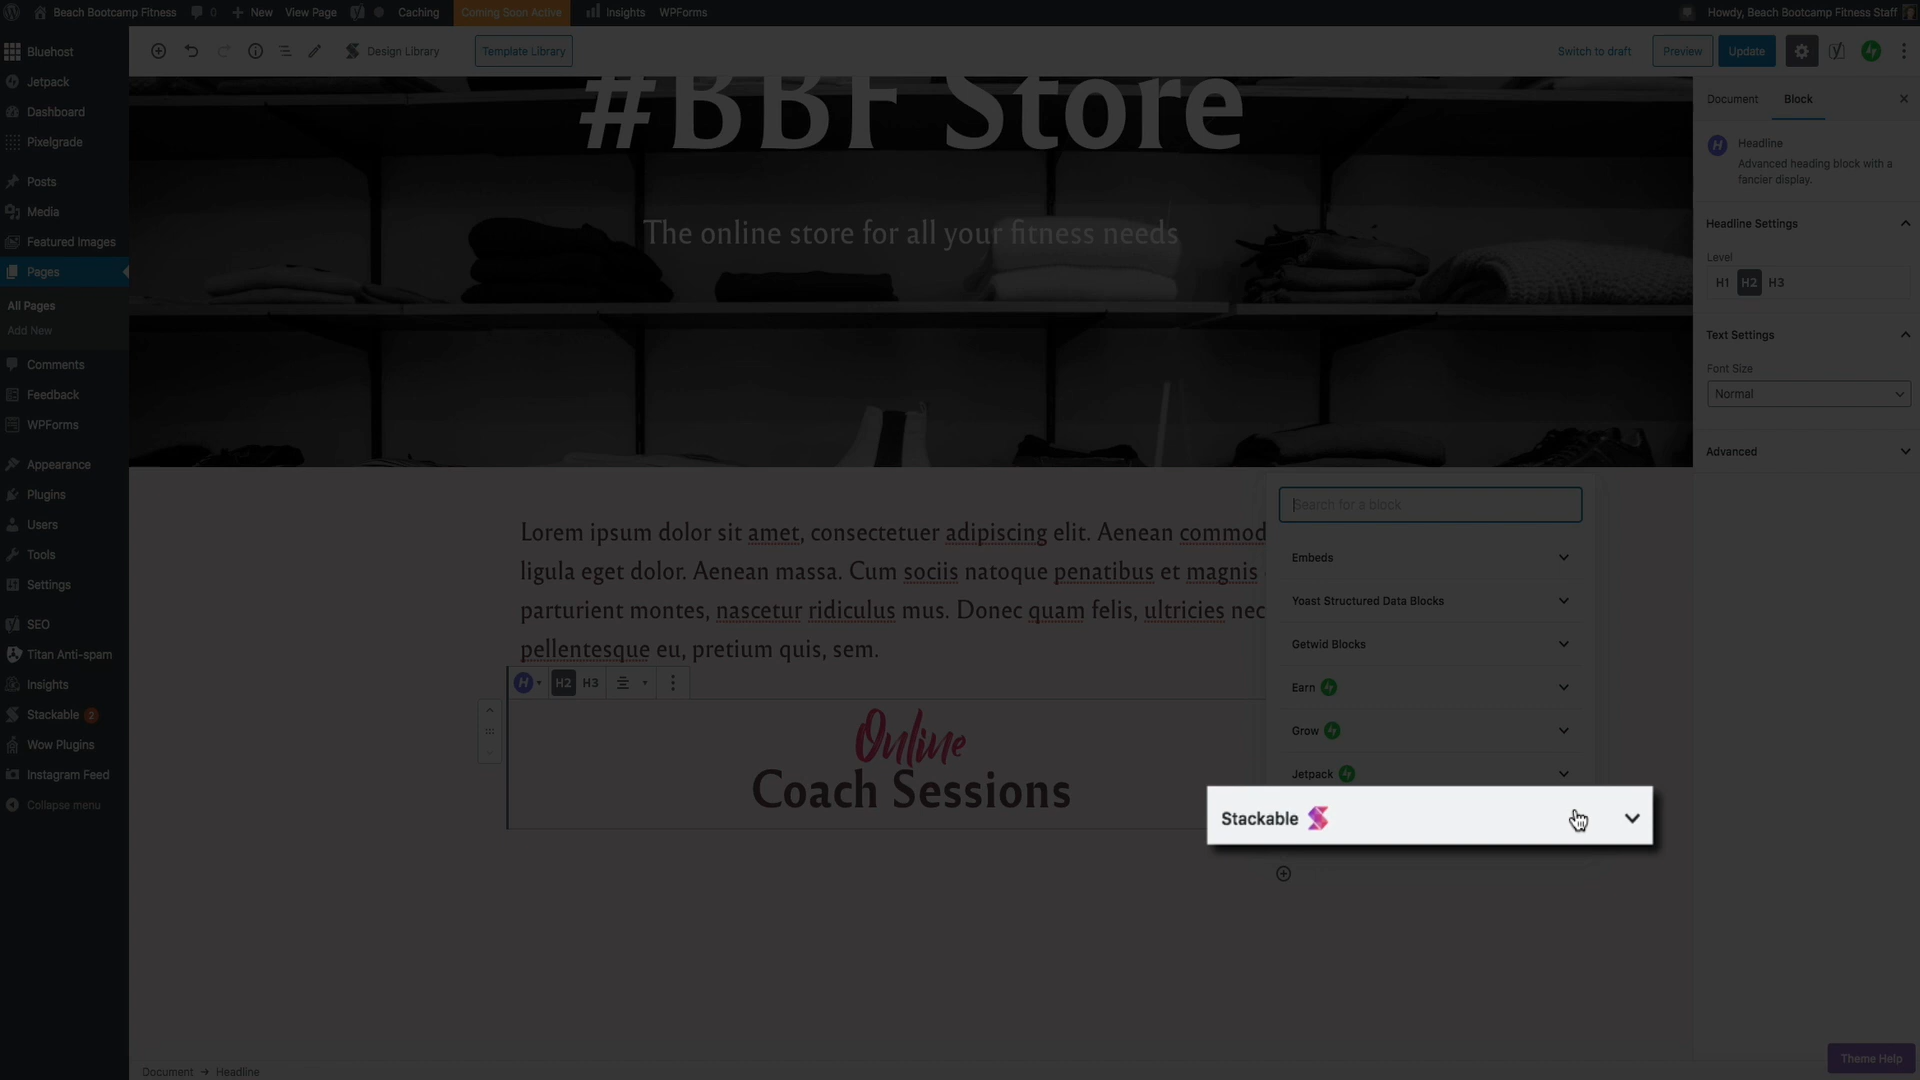 Beach Bootcamp Fitness 0 New View Page Caching Coming Soon Active Insights WPForms Howdy, Beach Bootcamp Fitness Staff
Bluehost
Jetpack
Dashboard
Pixelgrade
Posts
Media
Featured Images
Pages
All Pages
Add New
Comments
Feedback
WPForms
Appearance
Plugins
Users
Tools
Settings
SEO
Titan Anti-spam
Insights
Stackable 2
Wow Plugins
Instagram Feed
Collapse menu
Design Library Template Library Switch to draft Preview Update
#BBF Store
The online store for all your fitness needs
Lorem ipsum dolor sit amet, consectetuer adipiscing elit. Aenean commod
ligula eget dolor. Aenean massa. Cum sociis natoque penatibus et magnis
parturient montes, nascetur ridiculus mus. Donec quam felis, ultricies nec
pellentesque eu, pretium quis, sem.
H H2 H3
Online
Coach Sessions
Search for a block
Embeds
Yoast Structured Data Blocks
Getwid Blocks
Earn
Grow
Jetpack
Stackable
Document Block
H Headline
Advanced heading block with a
fancier display.
Headline Settings
Level
H1 H2 H3
Text Settings
Font Size
Normal
Advanced
Theme Help
Document → Headline